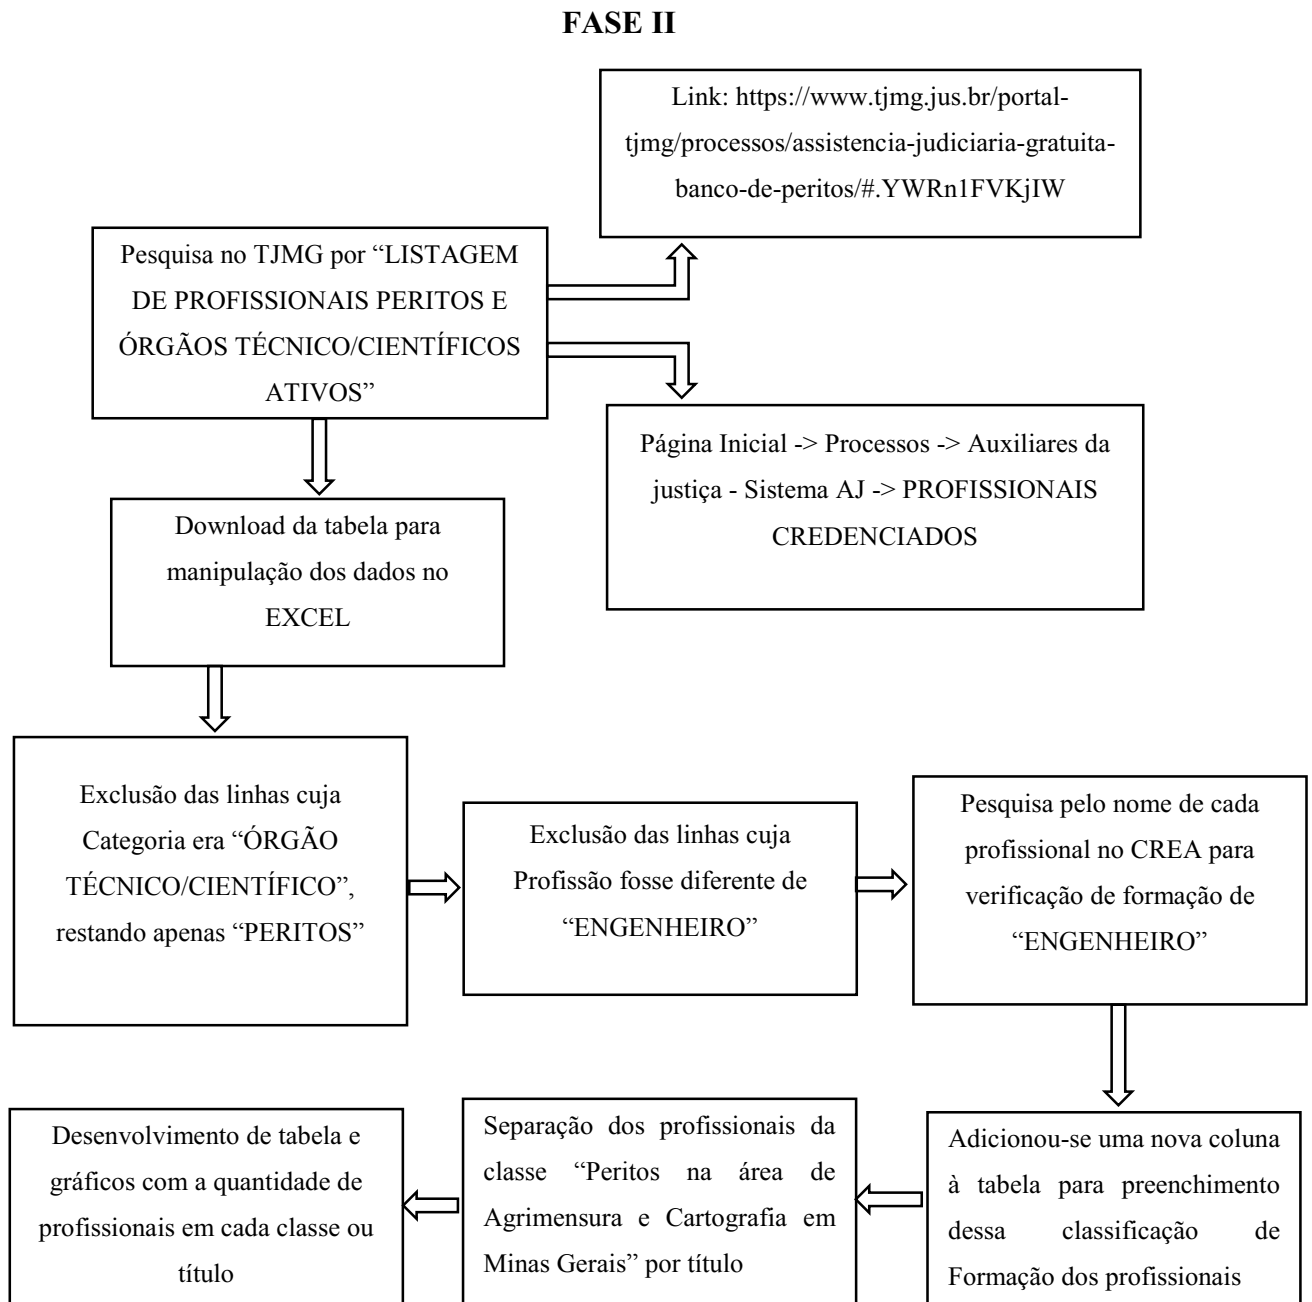 FASE II
Link: https://www.tjmg.jus.br/portal-
tjmg/processos/assistencia-judiciaria-gratuita-
banco-de-peritos/#.YWRn1FVKjIW
Pesquisa no TJMG por “LISTAGEM
DE PROFISSIONAIS PERITOS E
ÓRGÃOS TÉCNICO/CIENTÍFICOS
ATIVOS”
Página Inicial -> Processos -> Auxiliares da
justiça - Sistema AJ -> PROFISSIONAIS
CREDENCIADOS
Download da tabela para
manipulação dos dados no
EXCEL
Exclusão das linhas cuja
Categoria era “ÓRGÃO
TÉCNICO/CIENTÍFICO”,
restando apenas “PERITOS”
Exclusão das linhas cuja
Profissão fosse diferente de
“ENGENHEIRO”
Pesquisa pelo nome de cada
profissional no CREA para
verificação de formação de
“ENGENHEIRO”
Adicionou-se uma nova coluna
à tabela para preenchimento
dessa classificação de
Formação dos profissionais
Separação dos profissionais da
classe “Peritos na área de
Agrimensura e Cartografia em
Minas Gerais” por título
Desenvolvimento de tabela e
gráficos com a quantidade de
profissionais em cada classe ou
título